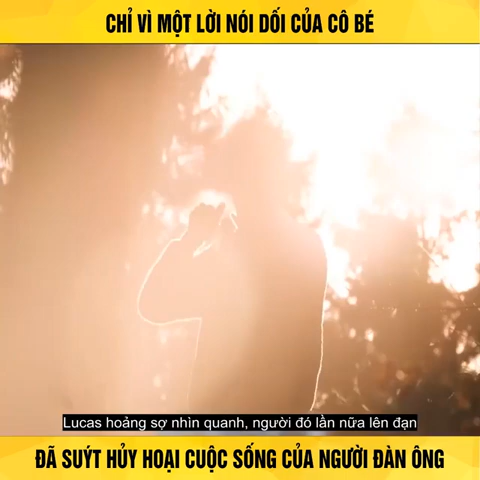 CHỈ VÌ MỘT LỜI NÓI DỐI CỦA CÔ BÉ
Lucas hoảng sợ nhìn quanh, người đó lần nữa lên đạn
ĐÃ SUÝT HỦY HOẠI CUỘC SỐNG CỦA NGƯỜI ĐÀN ÔNG